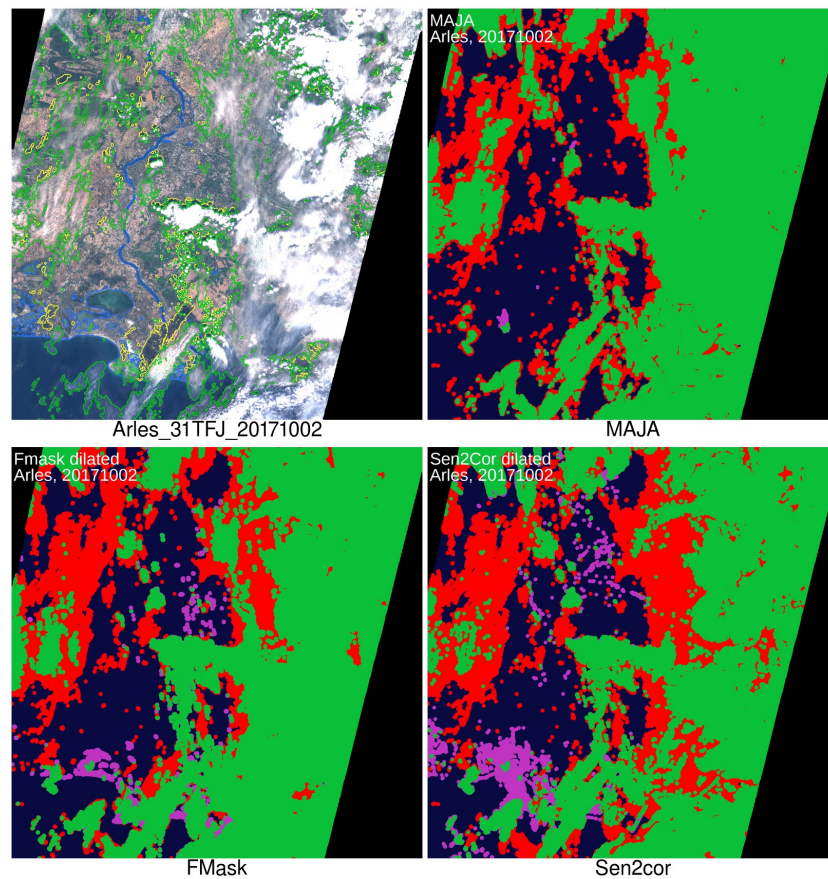 MAJA
Arles, 20171002
Arles_31TFJ_20171002
MAJA
Fmask dilated
Arles, 20171002
Sen2Cor dilated
Arles, 20171002
FMask
Sen2cor